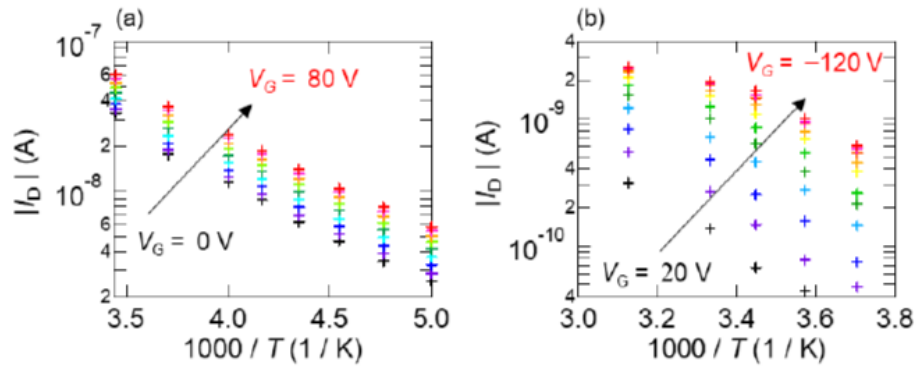 (a)
10⁻⁷
6
4
2
10⁻⁸
6
4
2
|I_D| (A)
V_G = 80 V
V_G = 0 V
3.5 4.0 4.5 5.0
1000 / T (1 / K)
(b)
4
2
10⁻⁹
4
2
10⁻¹⁰
4
|I_D| (A)
V_G = −120 V
V_G = 20 V
3.0 3.2 3.4 3.6 3.8
1000 / T (1 / K)